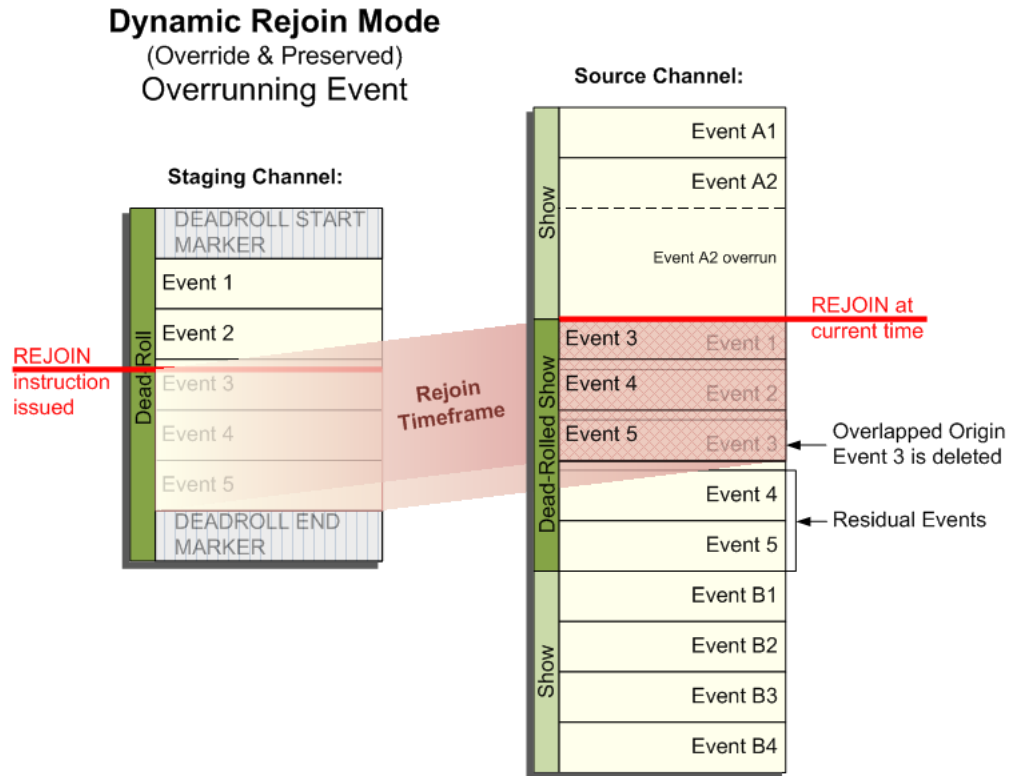 Dynamic Rejoin Mode
(Override & Preserved)
Overrunning Event
Staging Channel:
Dead-Roll
DEADROLL START
MARKER
Event 1
Event 2
REJOIN
instruction
issued
Event 3
Event 4
Event 5
DEADROLL END
MARKER
Rejoin
Timeframe
Source Channel:
Show
Event A1
Event A2
Event A2 overrun
REJOIN at
current time
Dead-Rolled Show
Event 3
Event 1
Event 4
Event 2
Event 5
Event 3
Overlapped Origin
Event 3 is deleted
Event 4
Event 5
Residual Events
Show
Event B1
Event B2
Event B3
Event B4